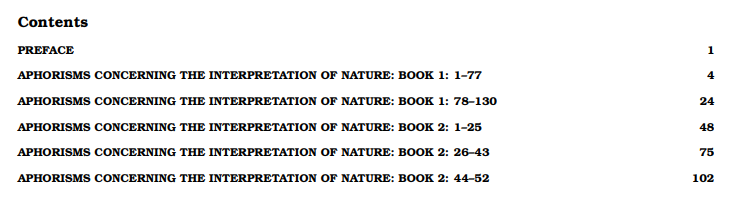 Contents
PREFACE 1
APHORISMS CONCERNING THE INTERPRETATION OF NATURE: BOOK 1: 1–77 4
APHORISMS CONCERNING THE INTERPRETATION OF NATURE: BOOK 1: 78–130 24
APHORISMS CONCERNING THE INTERPRETATION OF NATURE: BOOK 2: 1–25 48
APHORISMS CONCERNING THE INTERPRETATION OF NATURE: BOOK 2: 26–43 75
APHORISMS CONCERNING THE INTERPRETATION OF NATURE: BOOK 2: 44–52 102